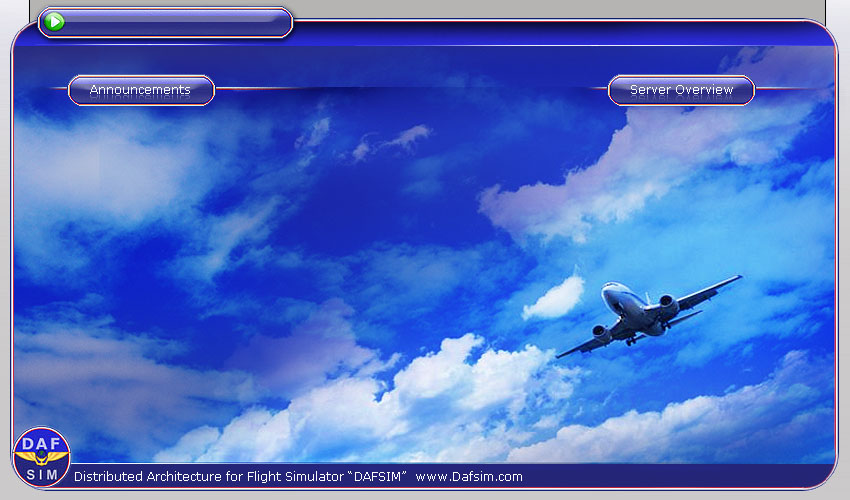 Announcements
Server Overview
DAF
SIM
Distributed Architecture for Flight Simulator “DAFSIM” www.Dafsim.com